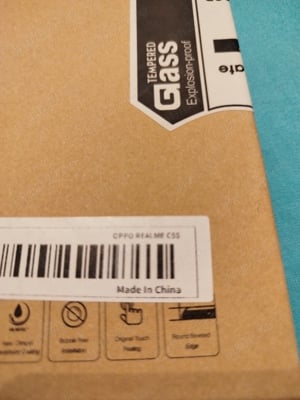 TEMPERED
Glass
Explosion-proof
ate
OPPO REALME C55
Made In China
Bubble Free
Installation
Original Touch
Feeling
Round Beveled
Edge